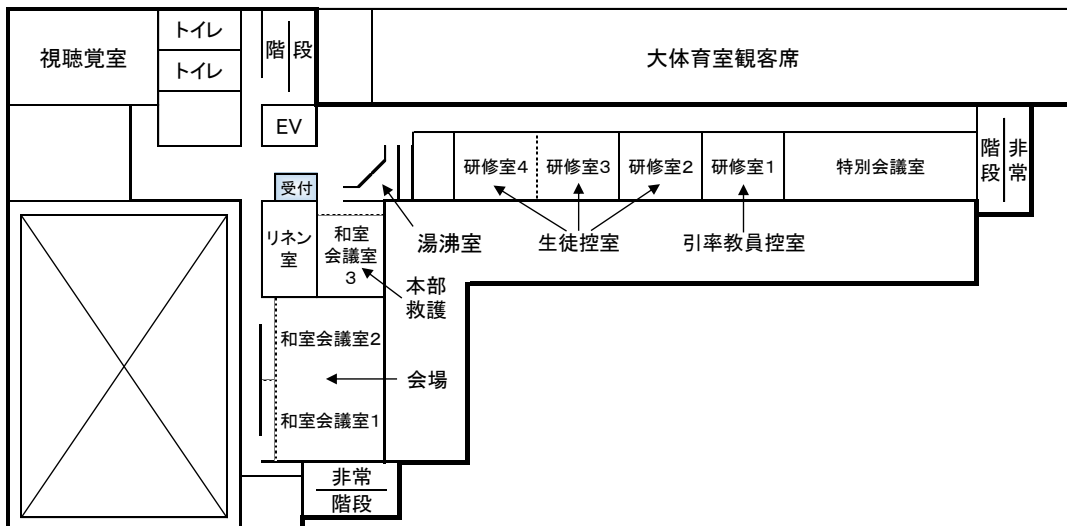 視聴覚室
トイレ
トイレ
階段
大体育室観客席
EV
研修室4
研修室3
研修室2
研修室1
特別会議室
階段
非常
受付
リネン
室
和室
会議室
3
湯沸室
生徒控室
引率教員控室
本部
救護
和室会議室2
会場
和室会議室1
非常
階段